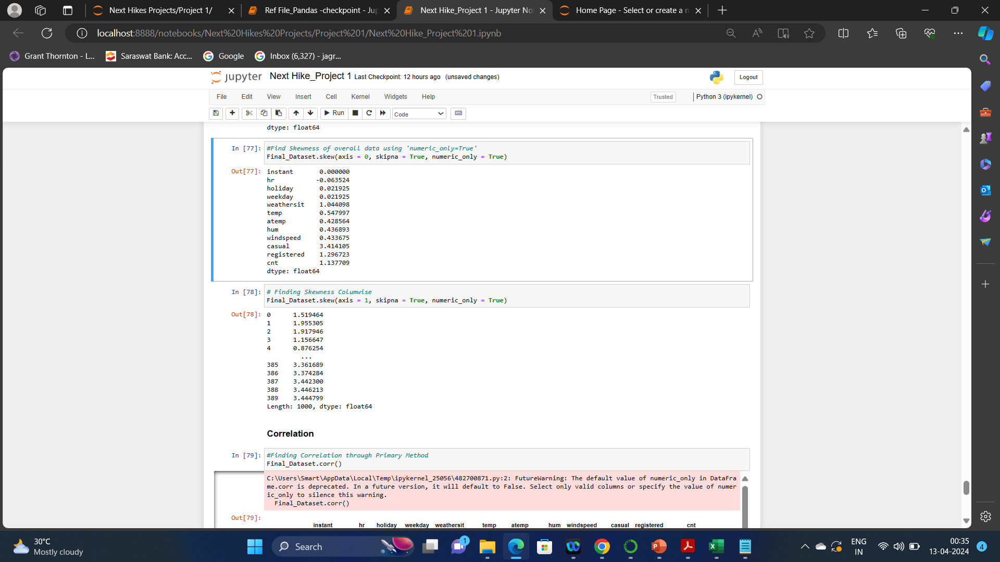 Next Hikes Projects/Project 1/
Ref File_Pandas -checkpoint - Jup
Next Hike_Project 1 - Jupyter No
Home Page - Select or create a n
localhost:8888/notebooks/Next%20Hikes%20Projects/Project%201/Next%20Hike_Project%201.ipynb
Grant Thornton - L...
Saraswat Bank: Acc...
Google
Inbox (6,327) - jagr...
jupyter Next Hike_Project 1 Last Checkpoint: 12 hours ago (unsaved changes)
Logout
File Edit View Insert Cell Kernel Widgets Help
Trusted
Python 3 (ipykernel)
Run
Code
dtype: float64
In [77]: #Find Skewness of overall data using 'numeric_only=True'
Final_Dataset.skew(axis = 0, skipna = True, numeric_only = True)
Out[77]: instant 0.000000
hr -0.063524
holiday 0.021925
weekday 0.021925
weathersit 1.044098
temp 0.547997
atemp 0.428564
hum 0.436893
windspeed 0.433675
casual 3.414105
registered 1.296723
cnt 1.137709
dtype: float64
In [78]: # Finding Skewness Columwise
Final_Dataset.skew(axis = 1, skipna = True, numeric_only = True)
Out[78]: 0 1.519464
1 1.955305
2 1.917946
3 1.156647
4 0.876254
...
385 3.361689
386 3.374284
387 3.442300
388 3.446213
389 3.444799
Length: 1000, dtype: float64
Correlation
In [79]: #Finding Correlation through Primary Method
Final_Dataset.corr()
C:\Users\Smart\AppData\Local\Temp\ipykernel_25056\482700871.py:2: FutureWarning: The default value of numeric_only in DataFra
me.corr is deprecated. In a future version, it will default to False. Select only valid columns or specify the value of numer
ic_only to silence this warning.
Final_Dataset.corr()
Out[79]:
instant hr holiday weekday weathersit temp atemp hum windspeed casual registered cnt
30°C
Mostly cloudy
Search
1
ENG
IN
00:35
13-04-2024
4